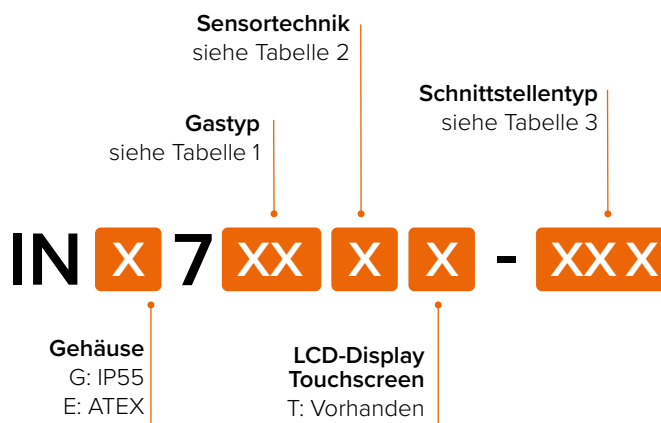 Sensortechnik
siehe Tabelle 2
Gastyp
siehe Tabelle 1
Schnittstellentyp
siehe Tabelle 3
IN X 7 XX X X - XX X
Gehäuse
G: IP55
E: ATEX
LCD-Display
Touchscreen
T: Vorhanden